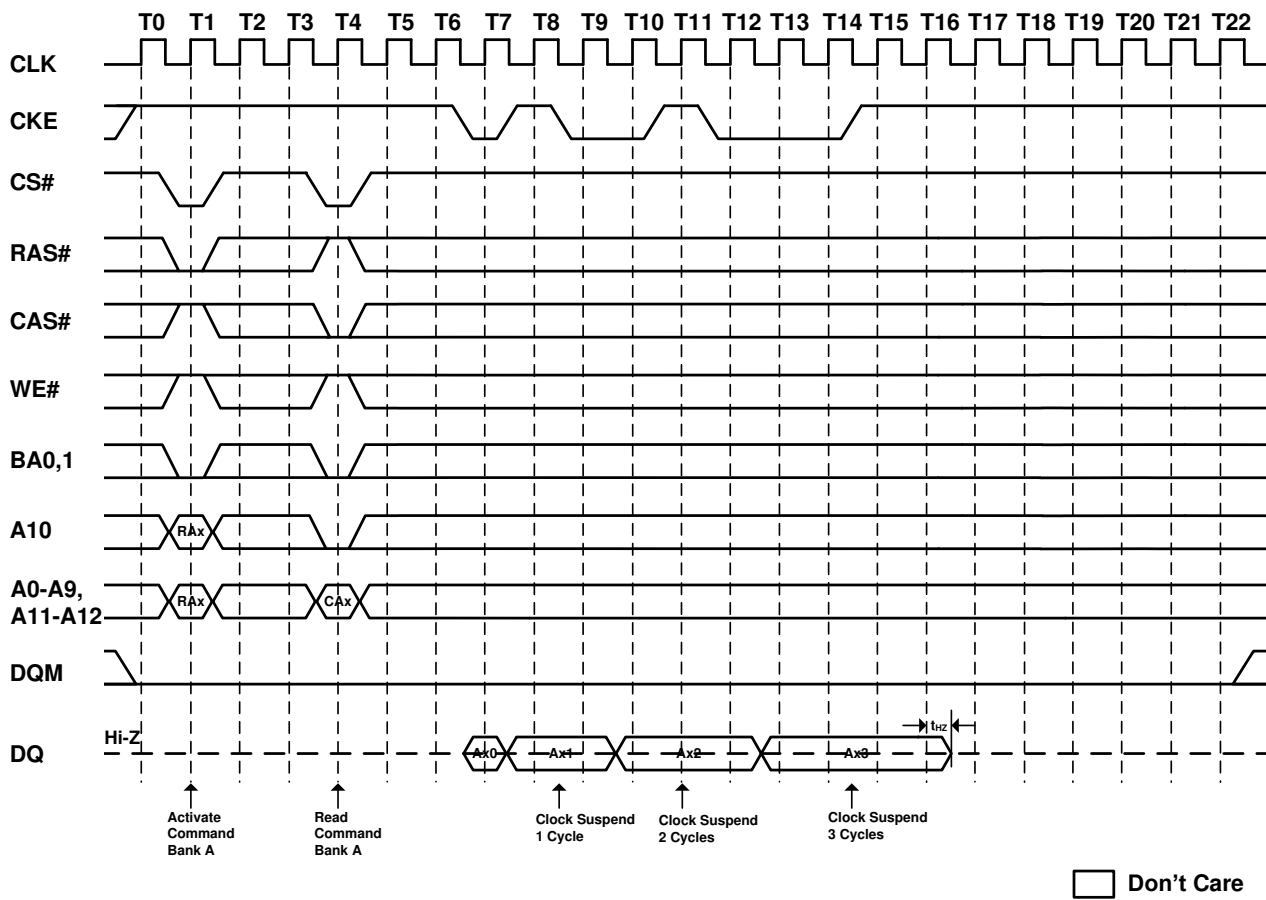 T0 T1 T2 T3 T4 T5 T6 T7 T8 T9 T10 T11 T12 T13 T14 T15 T16 T17 T18 T19 T20 T21 T22
CLK
CKE
CS#
RAS#
CAS#
WE#
BA0,1
A10
RAx
A0-A9,
A11-A12
RAx
CAx
DQM
DQ
Hi-Z
Ax0
Ax1
Ax2
Ax3
tHZ
Activate
Command
Bank A
Read
Command
Bank A
Clock Suspend
1 Cycle
Clock Suspend
2 Cycles
Clock Suspend
3 Cycles
Don't Care